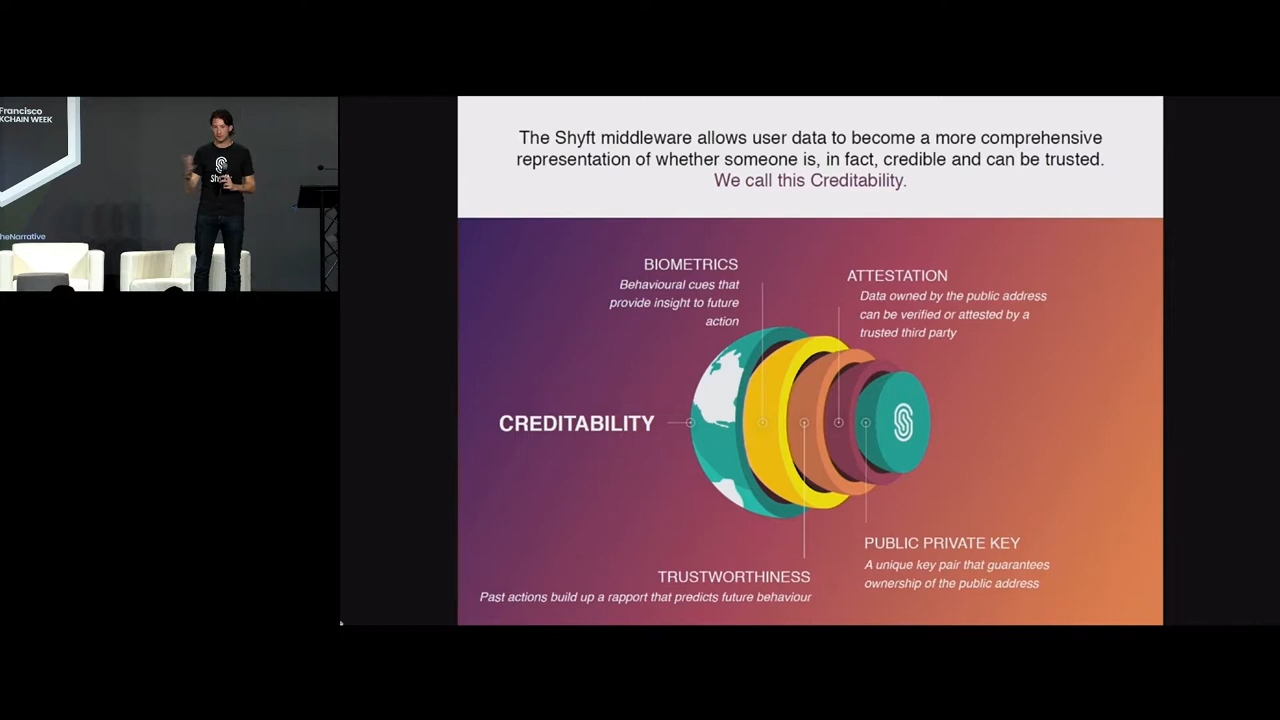 Francisco
KCHAIN WEEK
heNarrative
The Shyft middleware allows user data to become a more comprehensive
representation of whether someone is, in fact, credible and can be trusted.
We call this Creditability.
BIOMETRICS
Behavioural cues that
provide insight to future
action
ATTESTATION
Data owned by the public address
can be verified or attested by a
trusted third party
CREDITABILITY
PUBLIC PRIVATE KEY
A unique key pair that guarantees
ownership of the public address
TRUSTWORTHINESS
Past actions build up a rapport that predicts future behaviour